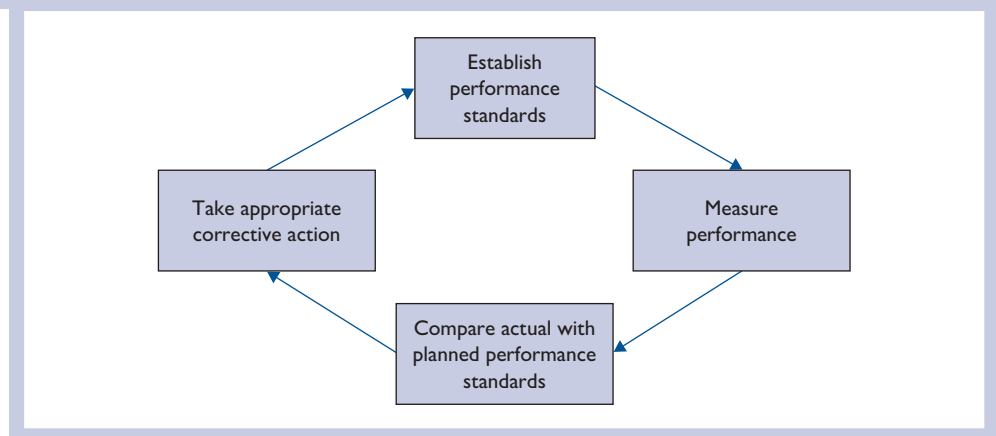 Establish
performance
standards
Measure
performance
Compare actual with
planned performance
standards
Take appropriate
corrective action